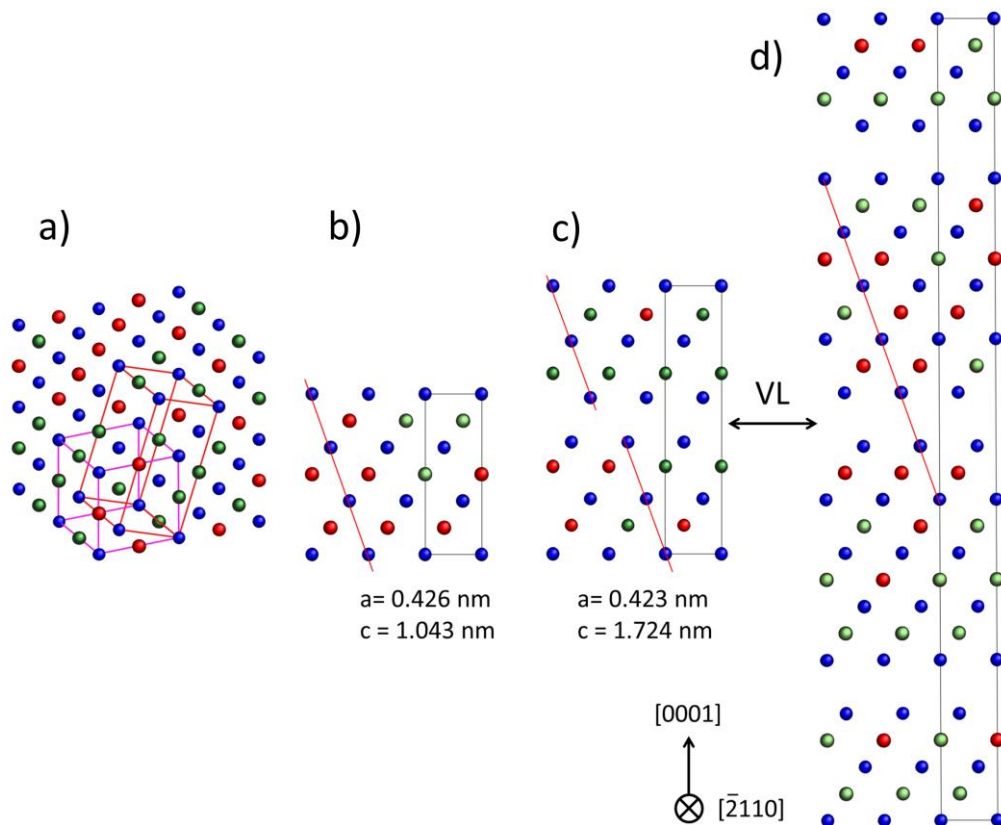 a)
b)
a= 0.426 nm
c = 1.043 nm
c)
a= 0.423 nm
c = 1.724 nm
VL
d)
[0001]
[2̄110]